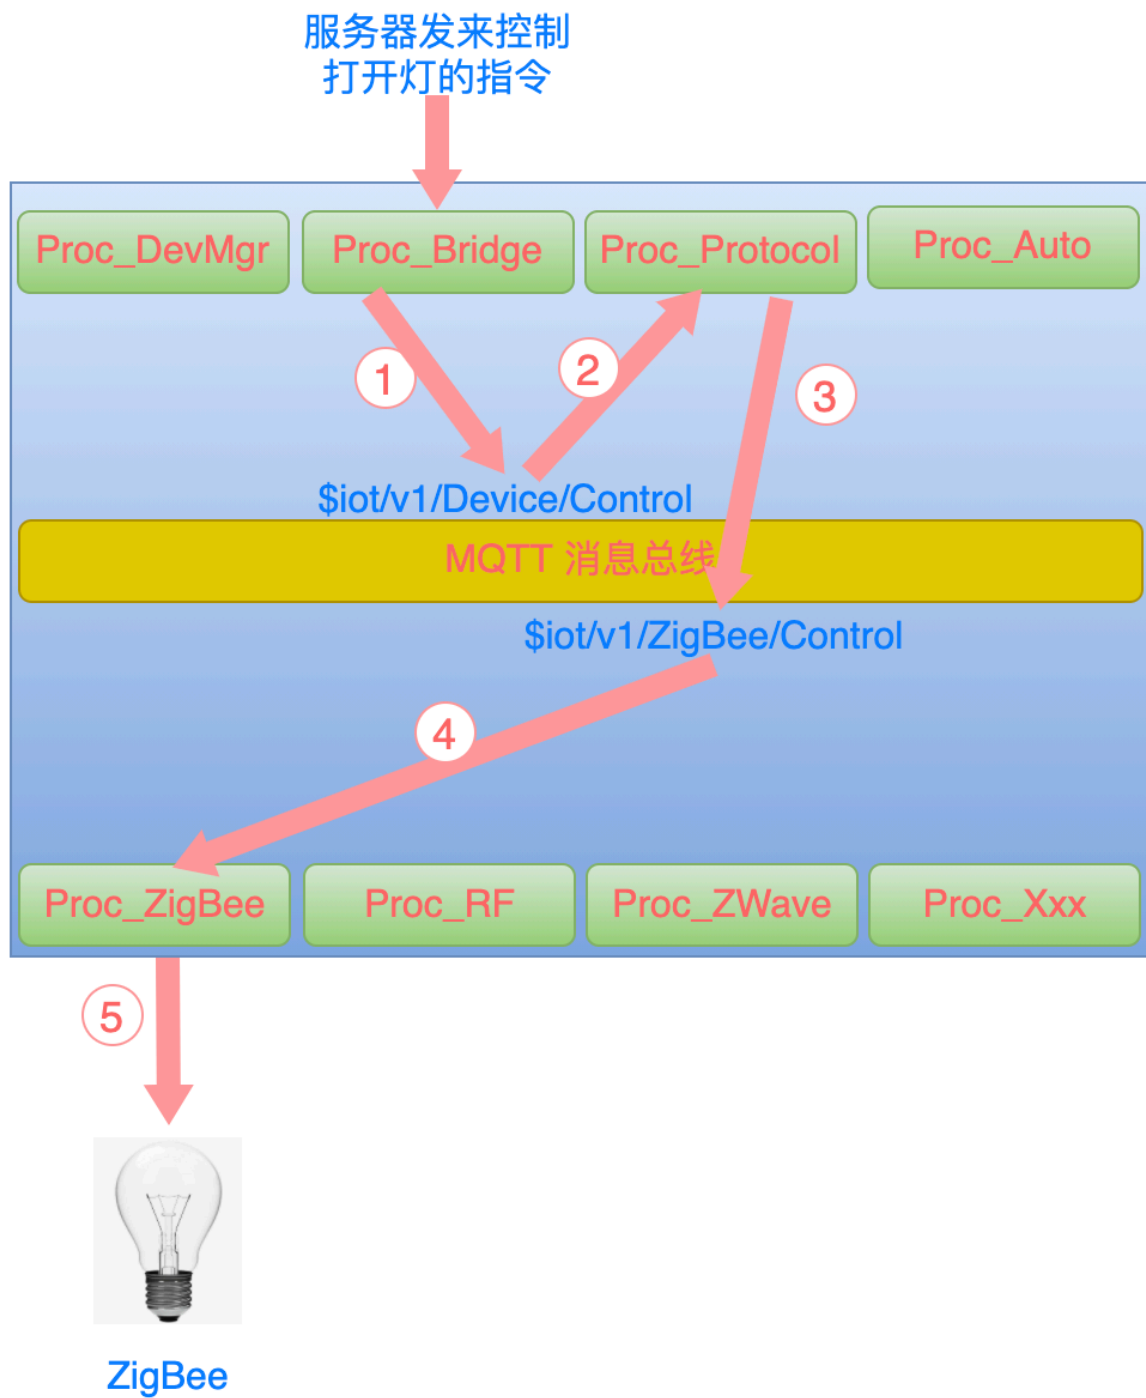 服务器发来控制
打开灯的指令
Proc_DevMgr
Proc_Bridge
Proc_Protocol
Proc_Auto
1
2
3
$iot/v1/Device/Control
MQTT 消息总线
$iot/v1/ZigBee/Control
4
Proc_ZigBee
Proc_RF
Proc_ZWave
Proc_Xxx
5
ZigBee